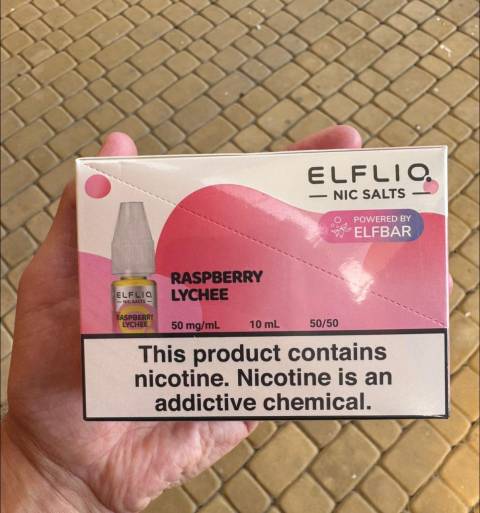 ELFLIQ
NIC SALTS
POWERED BY
ELFBAR
ELFLIQ
NIC SALTS
RASPBERRY
LYCHEE
RASPBERRY
LYCHEE
50 mg/mL 10 mL 50/50
This product contains
nicotine. Nicotine is an
addictive chemical.